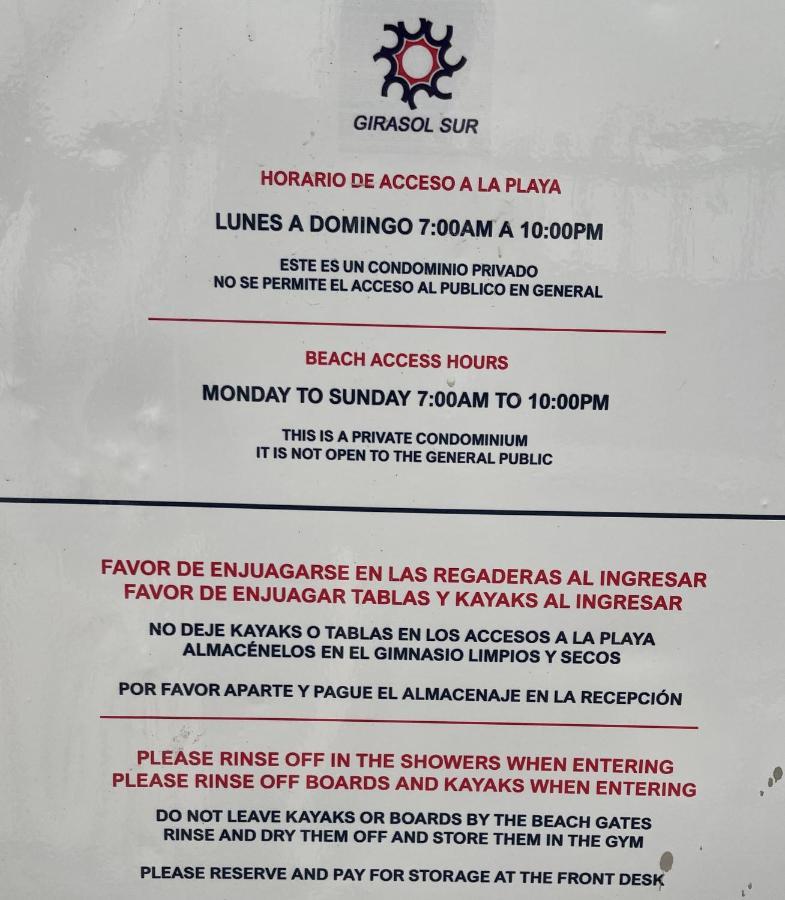 GIRASOL SUR
HORARIO DE ACCESO A LA PLAYA
LUNES A DOMINGO 7:00AM A 10:00PM
ESTE ES UN CONDOMINIO PRIVADO
NO SE PERMITE EL ACCESO AL PUBLICO EN GENERAL
BEACH ACCESS HOURS
MONDAY TO SUNDAY 7:00AM TO 10:00PM
THIS IS A PRIVATE CONDOMINIUM
IT IS NOT OPEN TO THE GENERAL PUBLIC
FAVOR DE ENJUAGARSE EN LAS REGADERAS AL INGRESAR
FAVOR DE ENJUAGAR TABLAS Y KAYAKS AL INGRESAR
NO DEJE KAYAKS O TABLAS EN LOS ACCESOS A LA PLAYA
ALMACÉNELOS EN EL GIMNASIO LIMPIOS Y SECOS
POR FAVOR APARTE Y PAGUE EL ALMACENAJE EN LA RECEPCIÓN
PLEASE RINSE OFF IN THE SHOWERS WHEN ENTERING
PLEASE RINSE OFF BOARDS AND KAYAKS WHEN ENTERING
DO NOT LEAVE KAYAKS OR BOARDS BY THE BEACH GATES
RINSE AND DRY THEM OFF AND STORE THEM IN THE GYM
PLEASE RESERVE AND PAY FOR STORAGE AT THE FRONT DESK